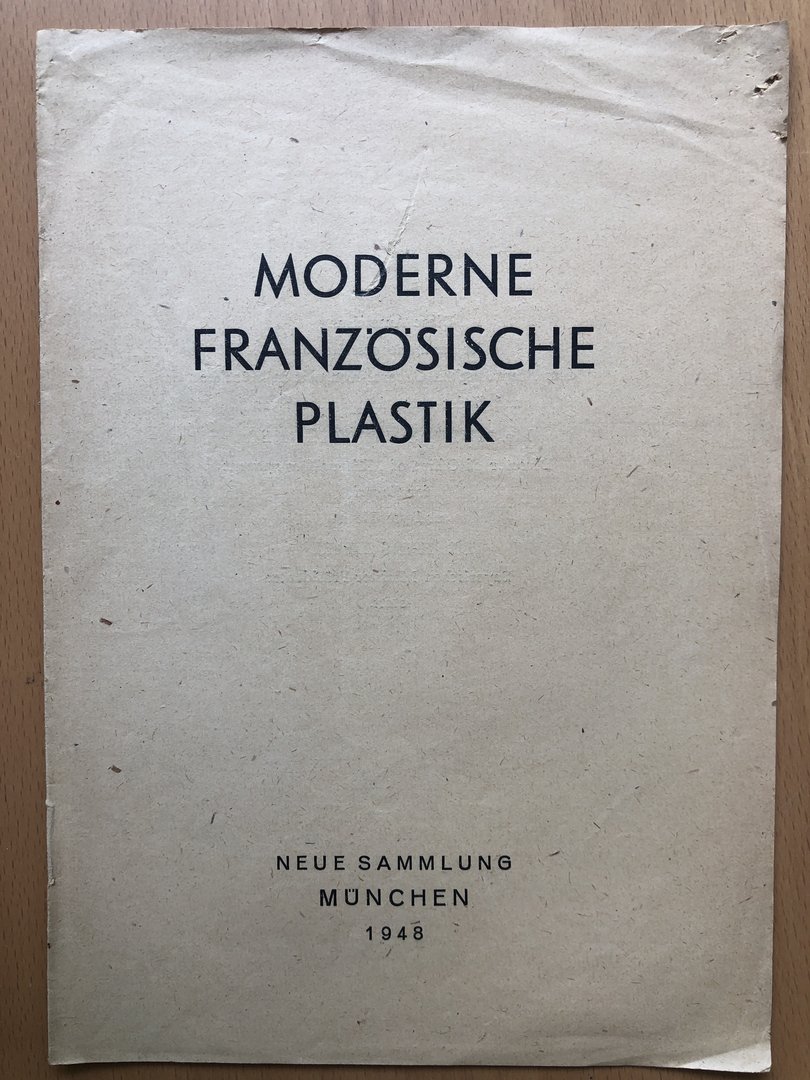 MODERNE
FRANZÖSISCHE
PLASTIK
NEUE SAMMLUNG
MÜNCHEN
1948